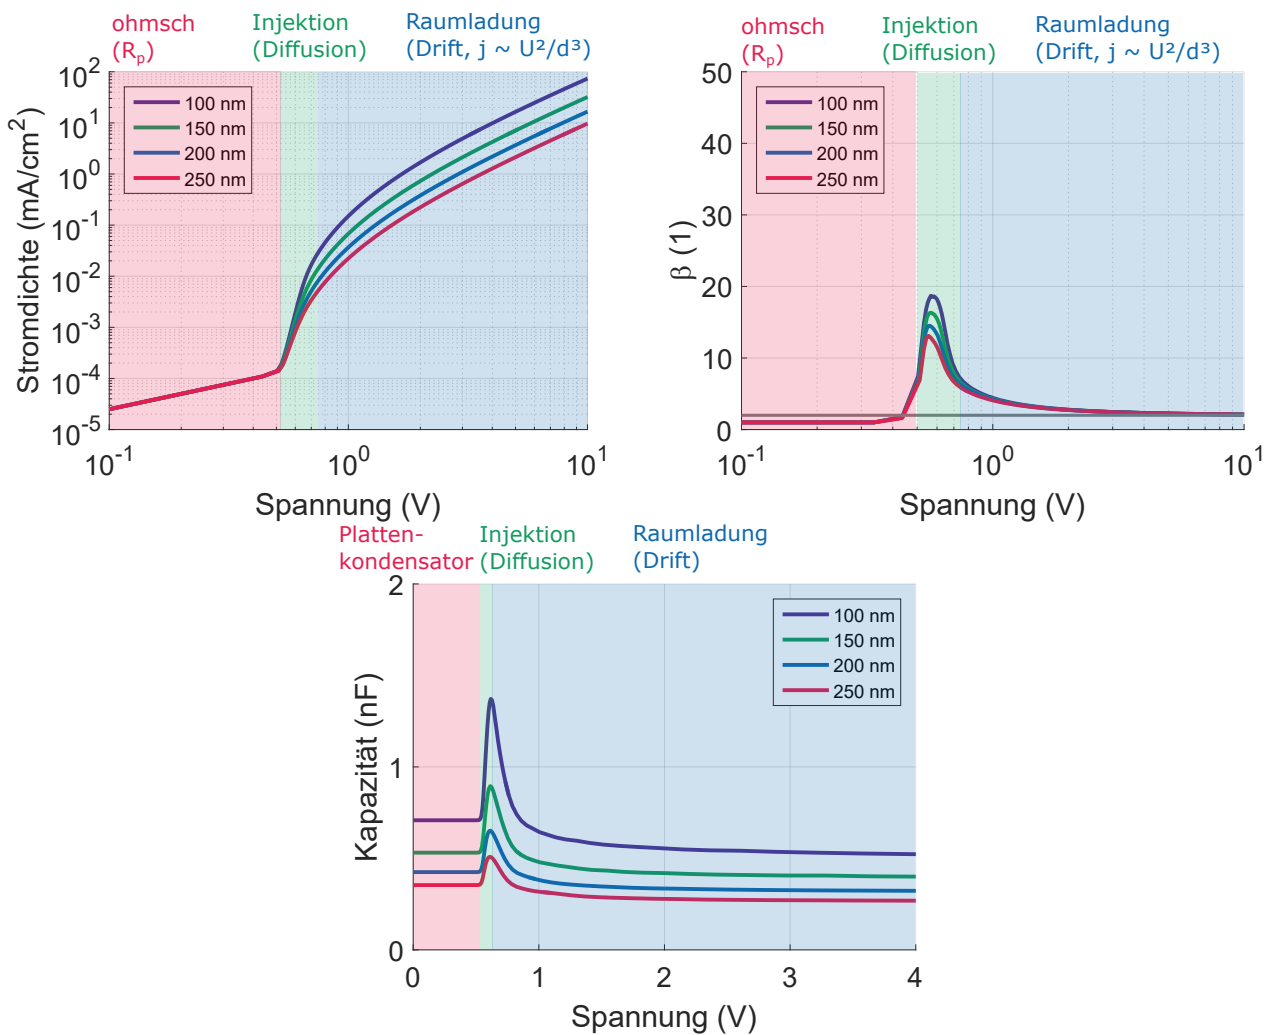 ohmsch
(Rp)
Injektion
(Diffusion)
Raumladung
(Drift, j ~ U²/d³)
10^2
10^1
10^0
10^-1
10^-2
10^-3
10^-4
10^-5
Stromdichte (mA/cm^2)
100 nm
150 nm
200 nm
250 nm
10^-1
10^0
10^1
Spannung (V)
ohmsch
(Rp)
Injektion
(Diffusion)
Raumladung
(Drift, j ~ U²/d³)
50
40
30
20
10
0
β (1)
100 nm
150 nm
200 nm
250 nm
10^-1
10^0
10^1
Spannung (V)
Platten-
kondensator
Injektion
(Diffusion)
Raumladung
(Drift)
2
1
0
Kapazität (nF)
100 nm
150 nm
200 nm
250 nm
0
1
2
3
4
Spannung (V)